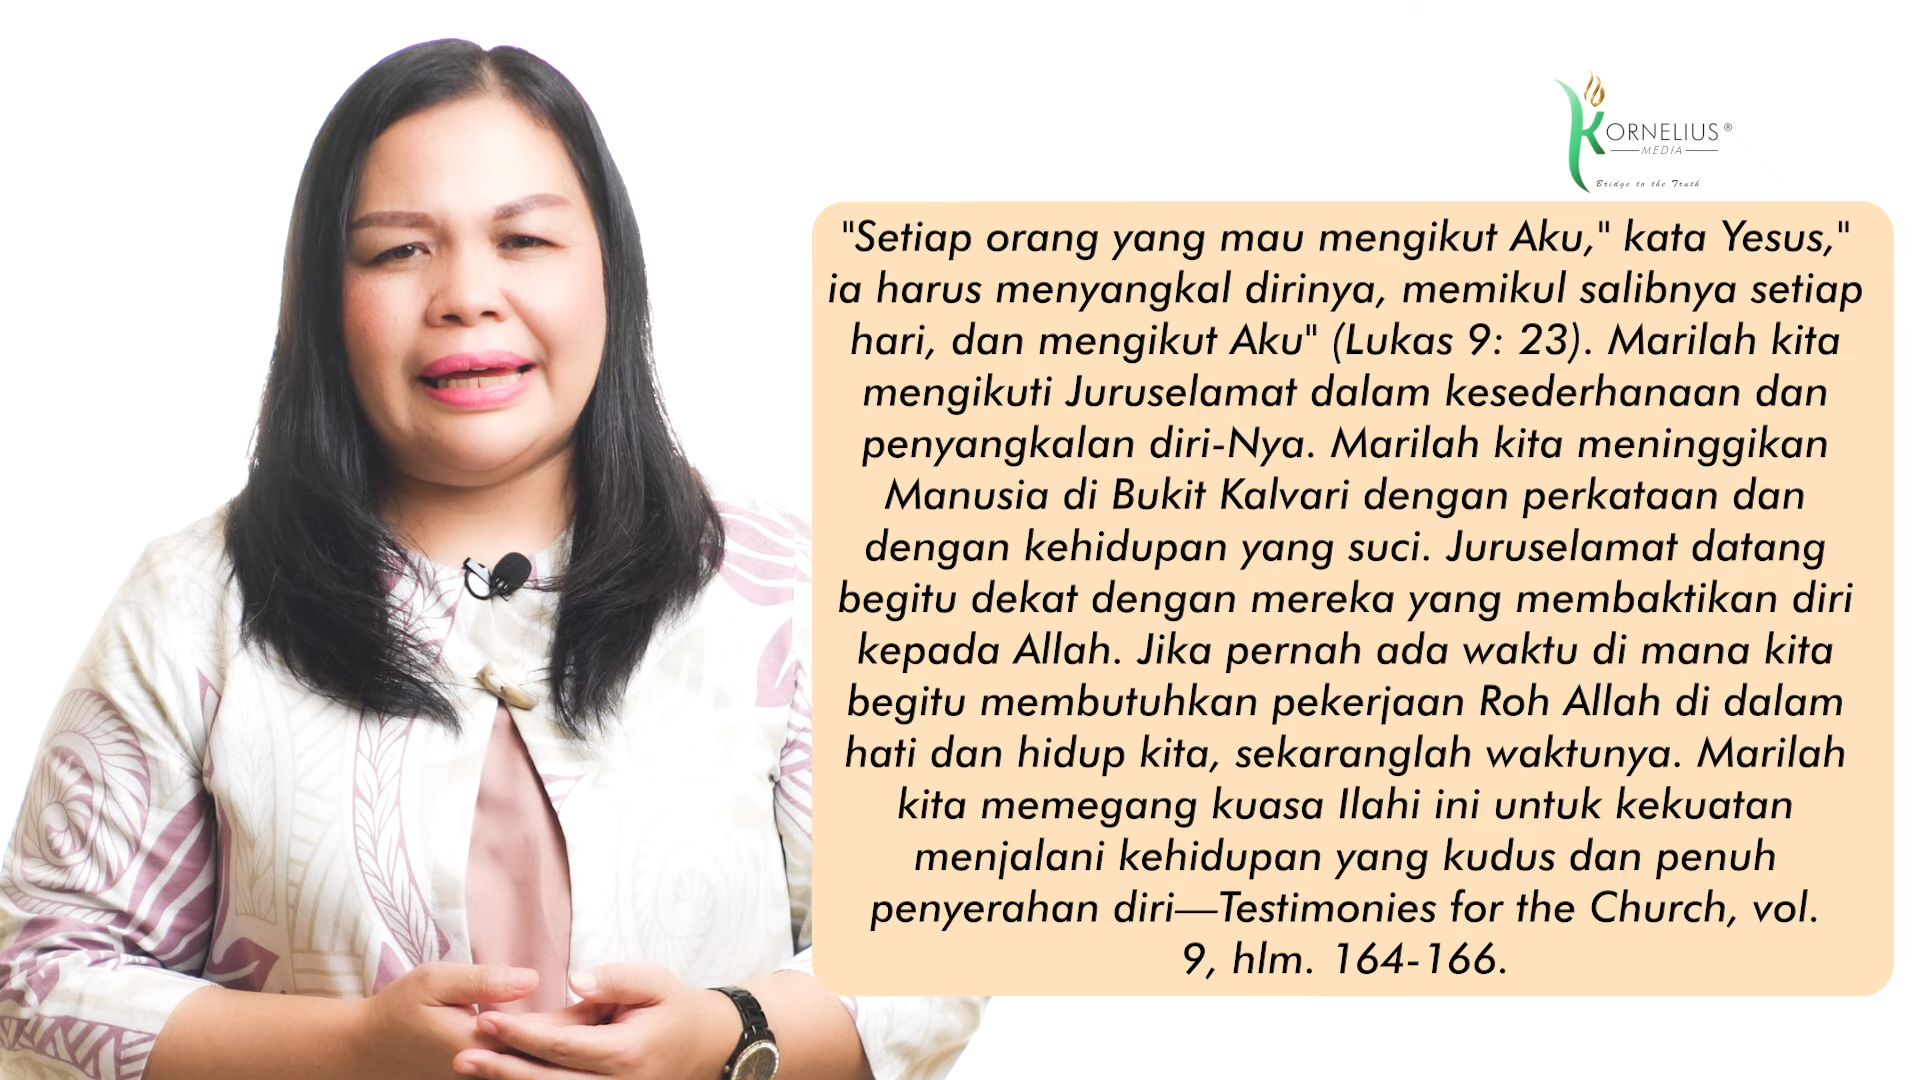 KORNELIUS ®
MEDIA
Bridge to the Truth
"Setiap orang yang mau mengikut Aku," kata Yesus,"
ia harus menyangkal dirinya, memikul salibnya setiap
hari, dan mengikut Aku" (Lukas 9: 23). Marilah kita
mengikuti Juruselamat dalam kesederhanaan dan
penyangkalan diri-Nya. Marilah kita meninggikan
Manusia di Bukit Kalvari dengan perkataan dan
dengan kehidupan yang suci. Juruselamat datang
begitu dekat dengan mereka yang membaktikan diri
kepada Allah. Jika pernah ada waktu di mana kita
begitu membutuhkan pekerjaan Roh Allah di dalam
hati dan hidup kita, sekaranglah waktunya. Marilah
kita memegang kuasa Ilahi ini untuk kekuatan
menjalani kehidupan yang kudus dan penuh
penyerahan diri—Testimonies for the Church, vol.
9, hlm. 164-166.